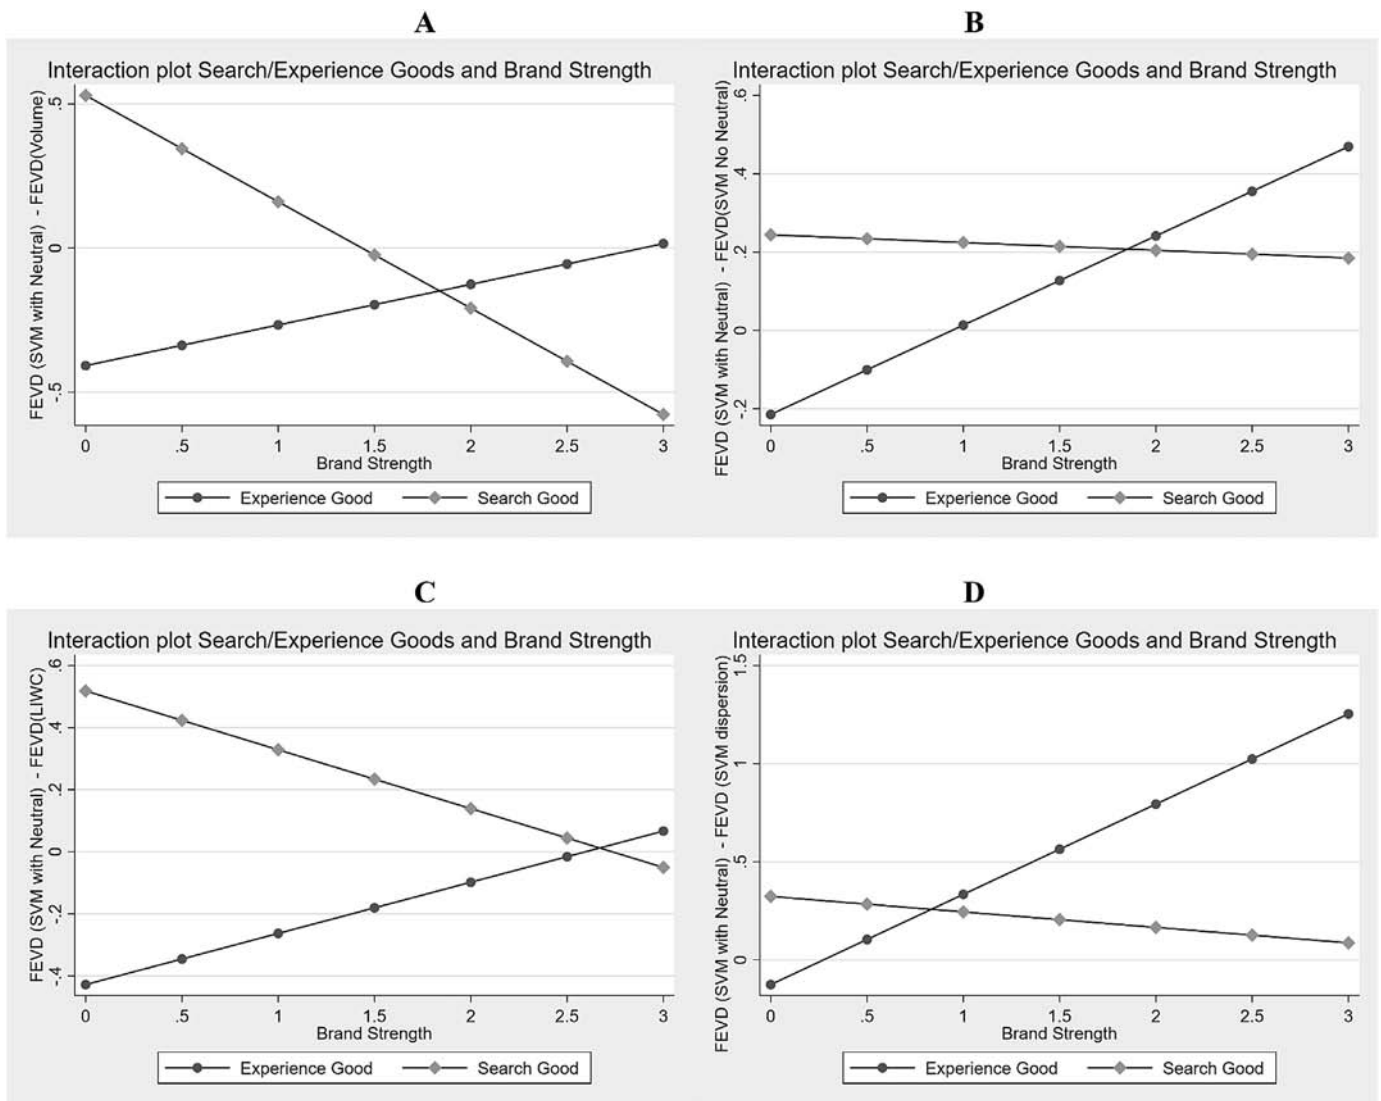 A
Interaction plot Search/Experience Goods and Brand Strength
FEVD (SVM with Neutral) - FEVD(Volume)
.5
0
-.5
0 .5 1 1.5 2 2.5 3
Brand Strength
Experience Good Search Good
B
Interaction plot Search/Experience Goods and Brand Strength
FEVD (SVM with Neutral) - FEVD(SVM No Neutral)
.6
.4
.2
0
-.2
0 .5 1 1.5 2 2.5 3
Brand Strength
Experience Good Search Good
C
Interaction plot Search/Experience Goods and Brand Strength
FEVD (SVM with Neutral) - FEVD(LIWC)
.6
.4
.2
0
-.2
-.4
0 .5 1 1.5 2 2.5 3
Brand Strength
Experience Good Search Good
D
Interaction plot Search/Experience Goods and Brand Strength
FEVD (SVM with Neutral) - FEVD (SVM dispersion)
1.5
1
.5
0
0 .5 1 1.5 2 2.5 3
Brand Strength
Experience Good Search Good